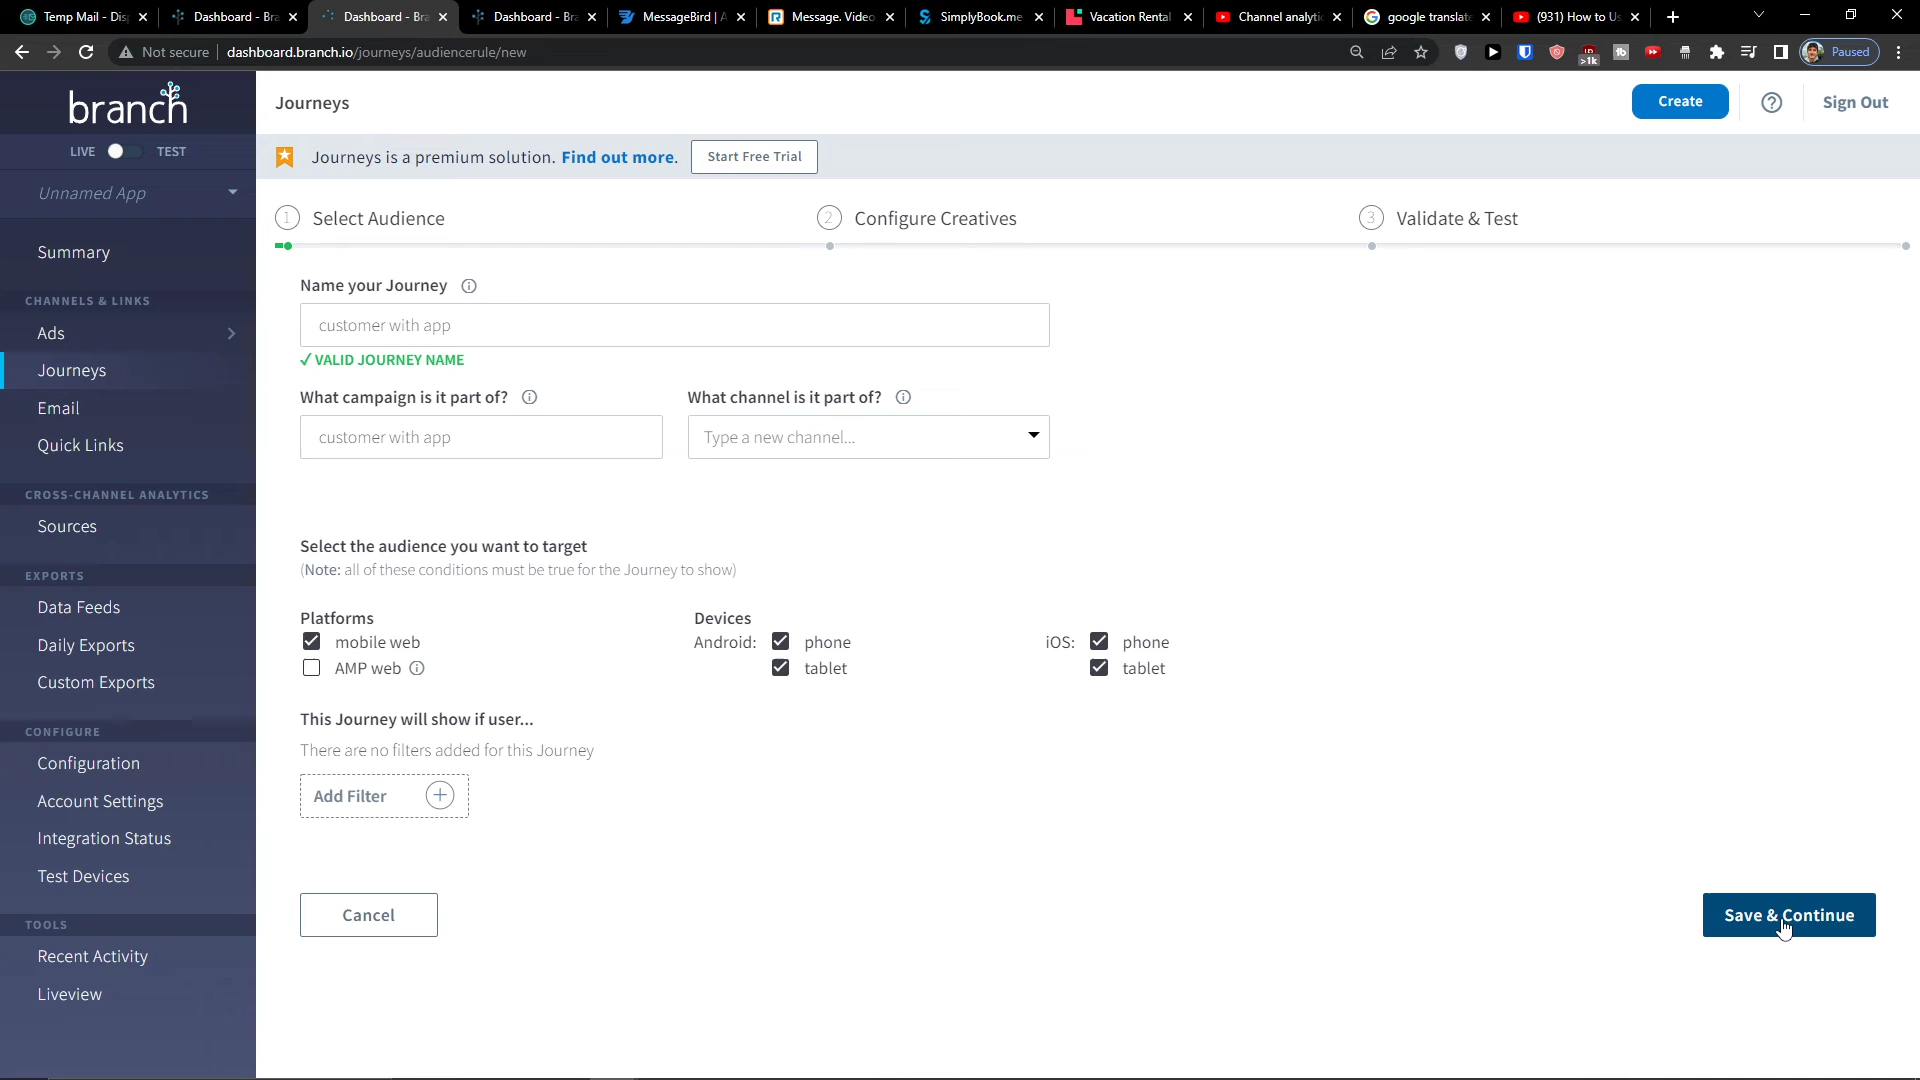 Temp Mail - Disp
Dashboard - Bra
Dashboard - Bra
Dashboard - Bra
MessageBird | A
Message. Video
SimplyBook.me
Vacation Rental
Channel analytic
google translate
(931) How to Us
Not secure
dashboard.branch.io/journeys/audiencerule/new
>1k
Paused
branch
LIVE
TEST
Unnamed App
Summary
CHANNELS & LINKS
Ads
Journeys
Email
Quick Links
CROSS-CHANNEL ANALYTICS
Sources
EXPORTS
Data Feeds
Daily Exports
Custom Exports
CONFIGURE
Configuration
Account Settings
Integration Status
Test Devices
TOOLS
Recent Activity
Liveview
Journeys
Create
Sign Out
Journeys is a premium solution. Find out more.
Start Free Trial
1 Select Audience
2 Configure Creatives
3 Validate & Test
Name your Journey
customer with app
✓ VALID JOURNEY NAME
What campaign is it part of?
What channel is it part of?
customer with app
Type a new channel...
Select the audience you want to target
(Note: all of these conditions must be true for the Journey to show)
Platforms
mobile web
AMP web
Devices
Android:
phone
tablet
iOS:
phone
tablet
This Journey will show if user...
There are no filters added for this Journey
Add Filter
Cancel
Save & Continue